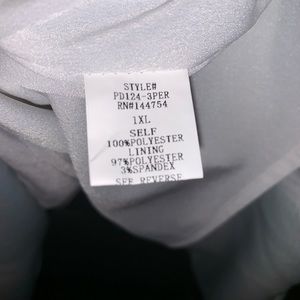 STYLE#
PD124-3PER
RN#144754
1XL
SELF
100%POLYESTER
LINING
97%POLYESTER
3%SPANDEX
SEE REVERSE